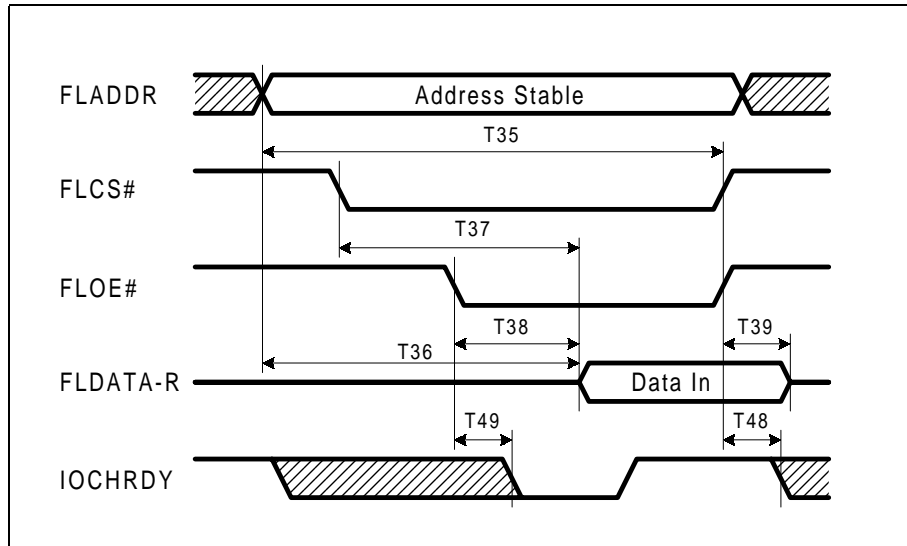 FLADDR
Address Stable
T35
FLCS#
T37
FLOE#
T38
T39
T36
FLDATA-R
Data In
T49
T48
IOCHRDY